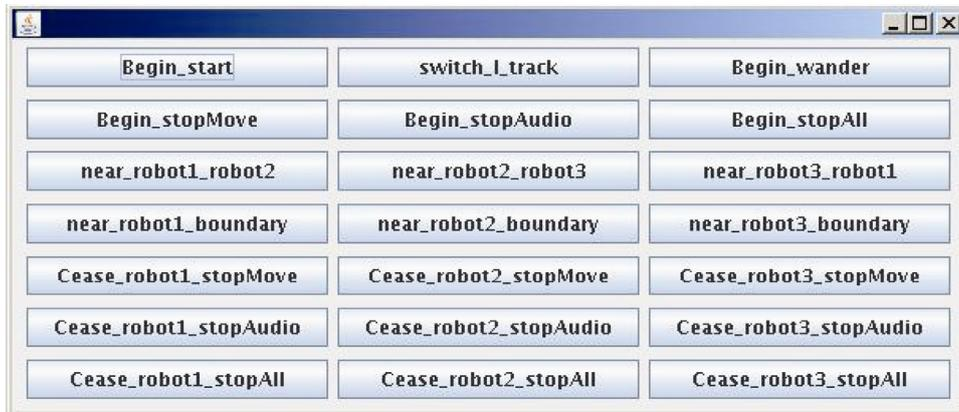 Begin_start switch_l_track Begin_wander
Begin_stopMove Begin_stopAudio Begin_stopAll
near_robot1_robot2 near_robot2_robot3 near_robot3_robot1
near_robot1_boundary near_robot2_boundary near_robot3_boundary
Cease_robot1_stopMove Cease_robot2_stopMove Cease_robot3_stopMove
Cease_robot1_stopAudio Cease_robot2_stopAudio Cease_robot3_stopAudio
Cease_robot1_stopAll Cease_robot2_stopAll Cease_robot3_stopAll